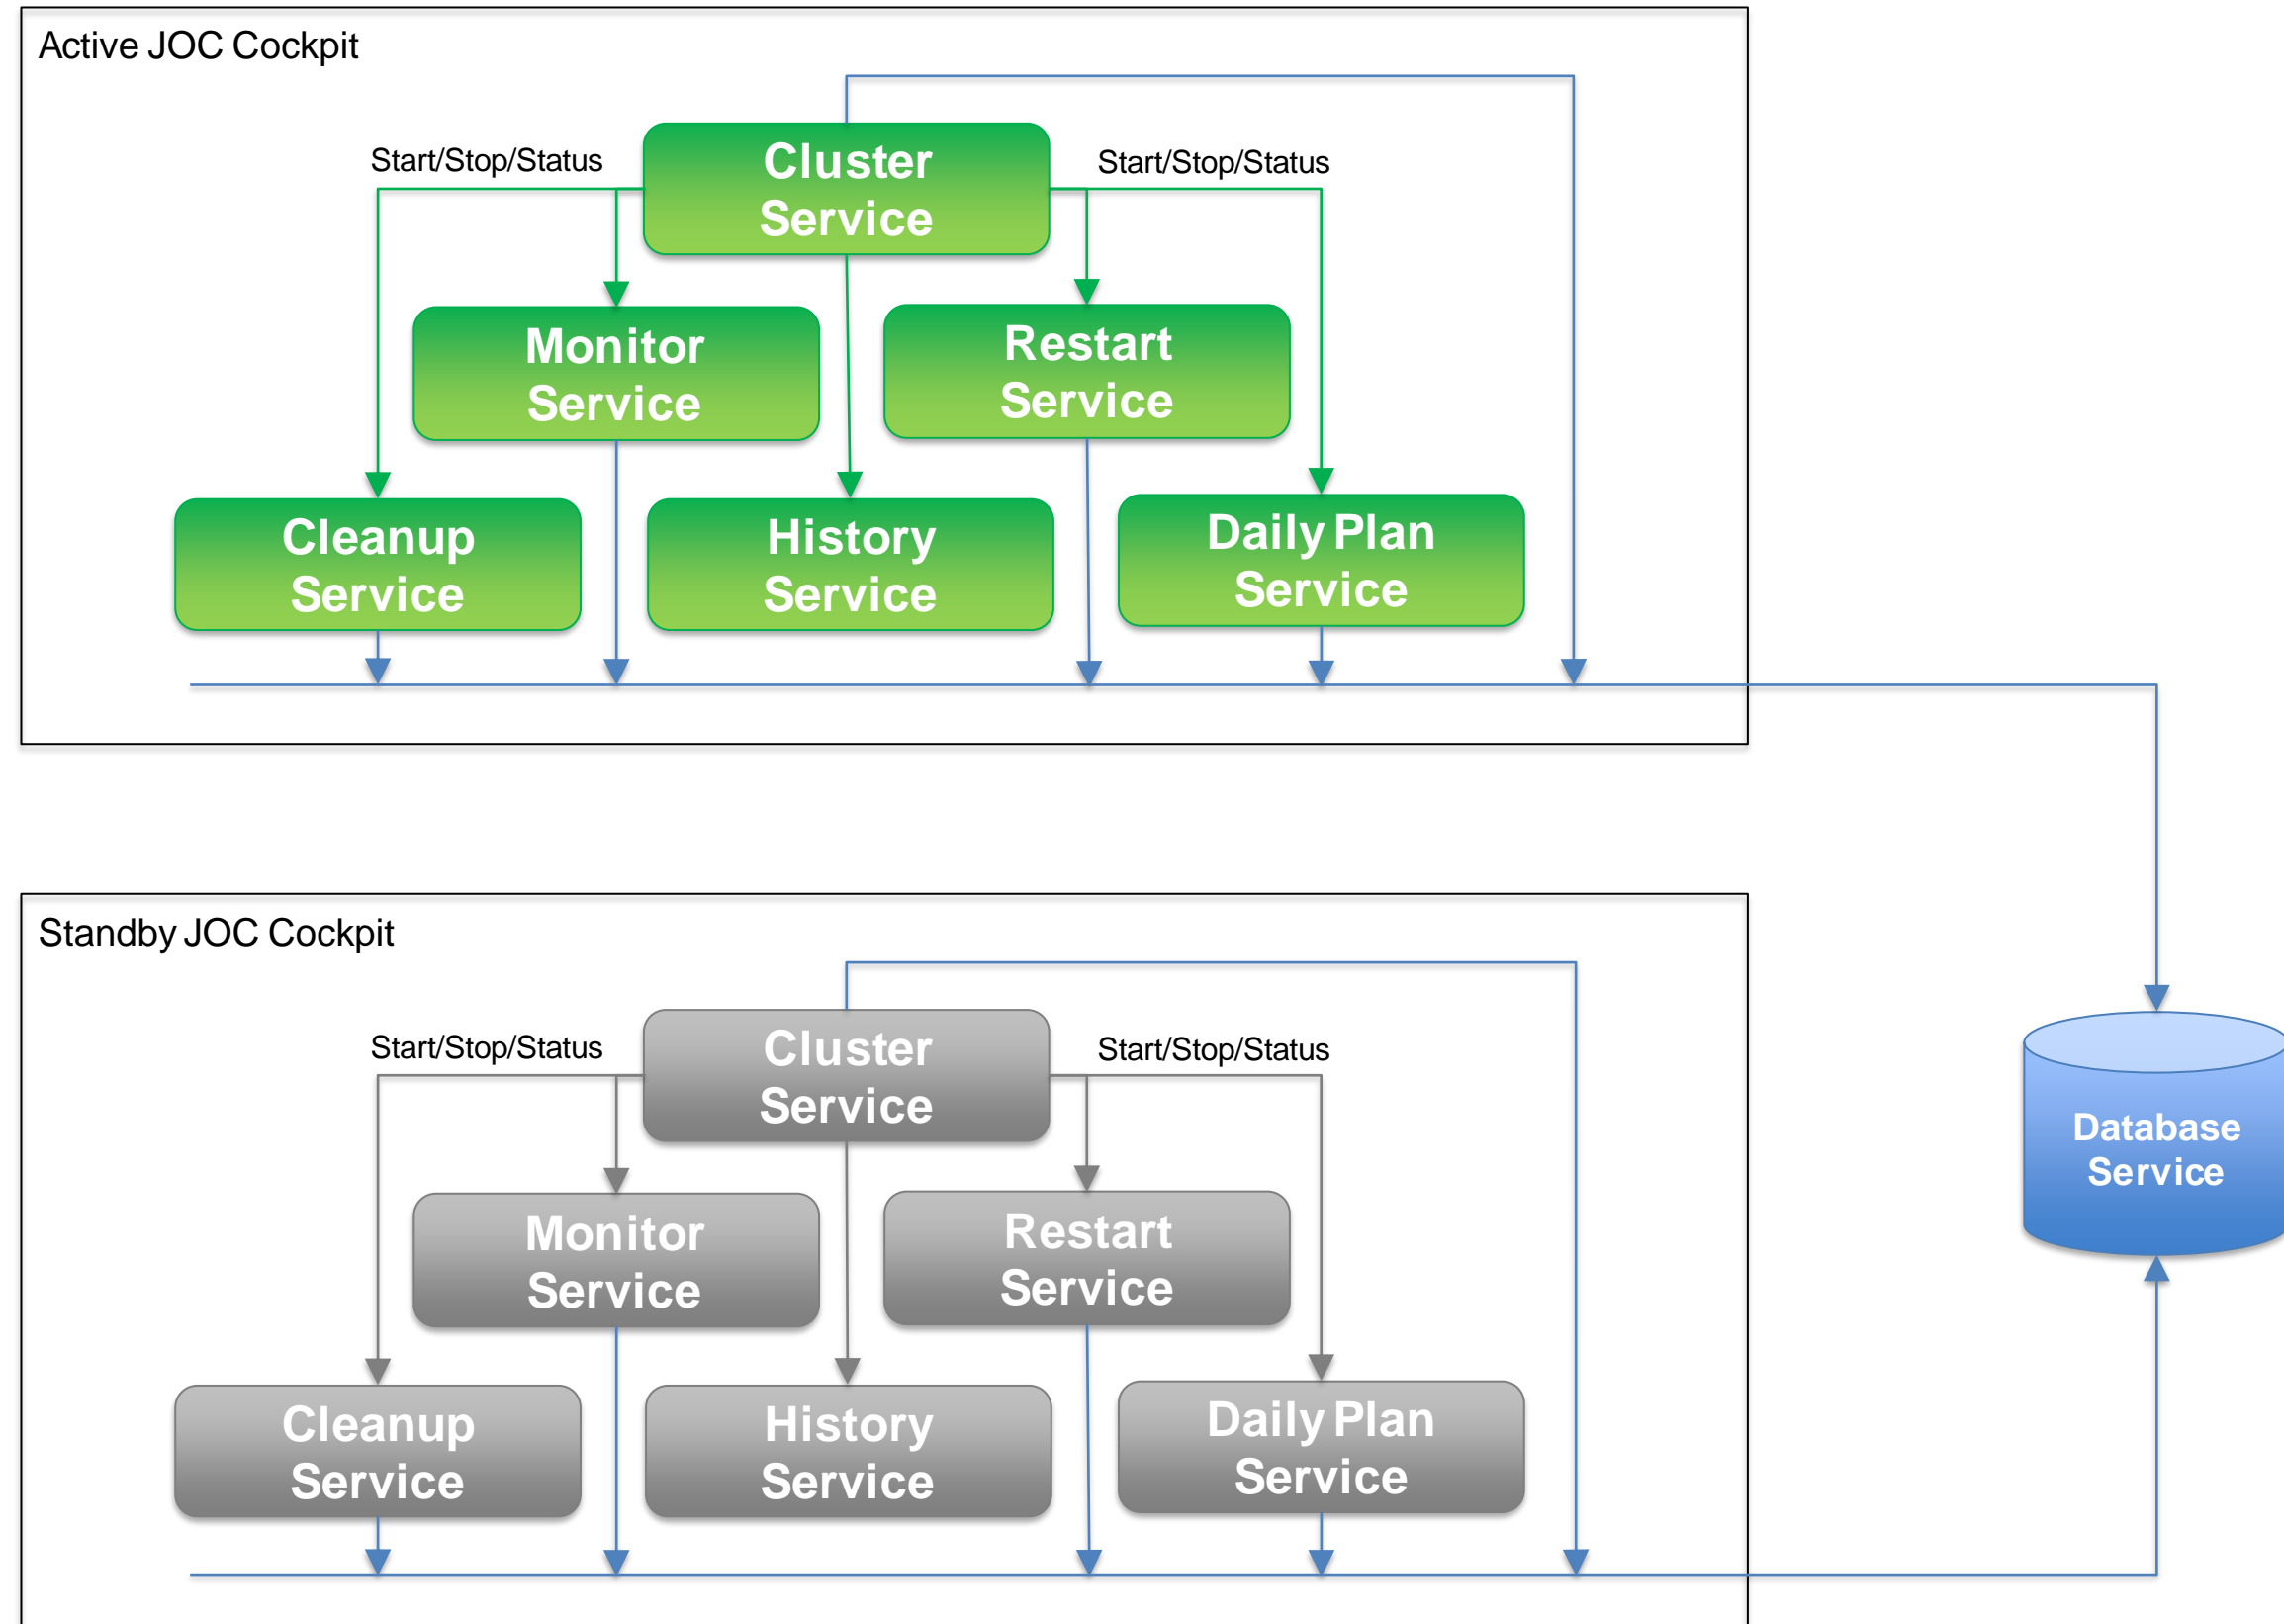 Active JOC Cockpit
Start/Stop/Status
Cluster
Service
Start/Stop/Status
Monitor
Service
Restart
Service
Cleanup
Service
History
Service
Daily Plan
Service
Standby JOC Cockpit
Start/Stop/Status
Cluster
Service
Start/Stop/Status
Monitor
Service
Restart
Service
Cleanup
Service
History
Service
Daily Plan
Service
Database
Service